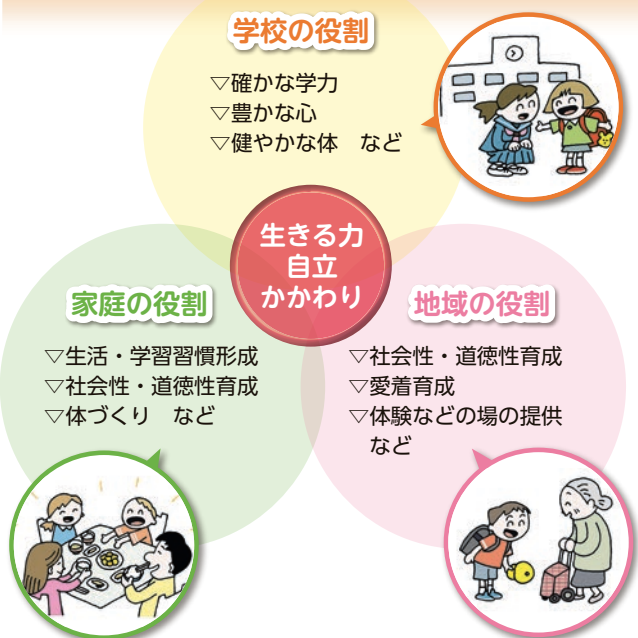 学校の役割
▽確かな学力
▽豊かな心
▽健やかな体　など
生きる力
自立
かかわり
家庭の役割
▽生活・学習習慣形成
▽社会性・道徳性育成
▽体づくり　など
地域の役割
▽社会性・道徳性育成
▽愛着育成
▽体験などの場の提供
など